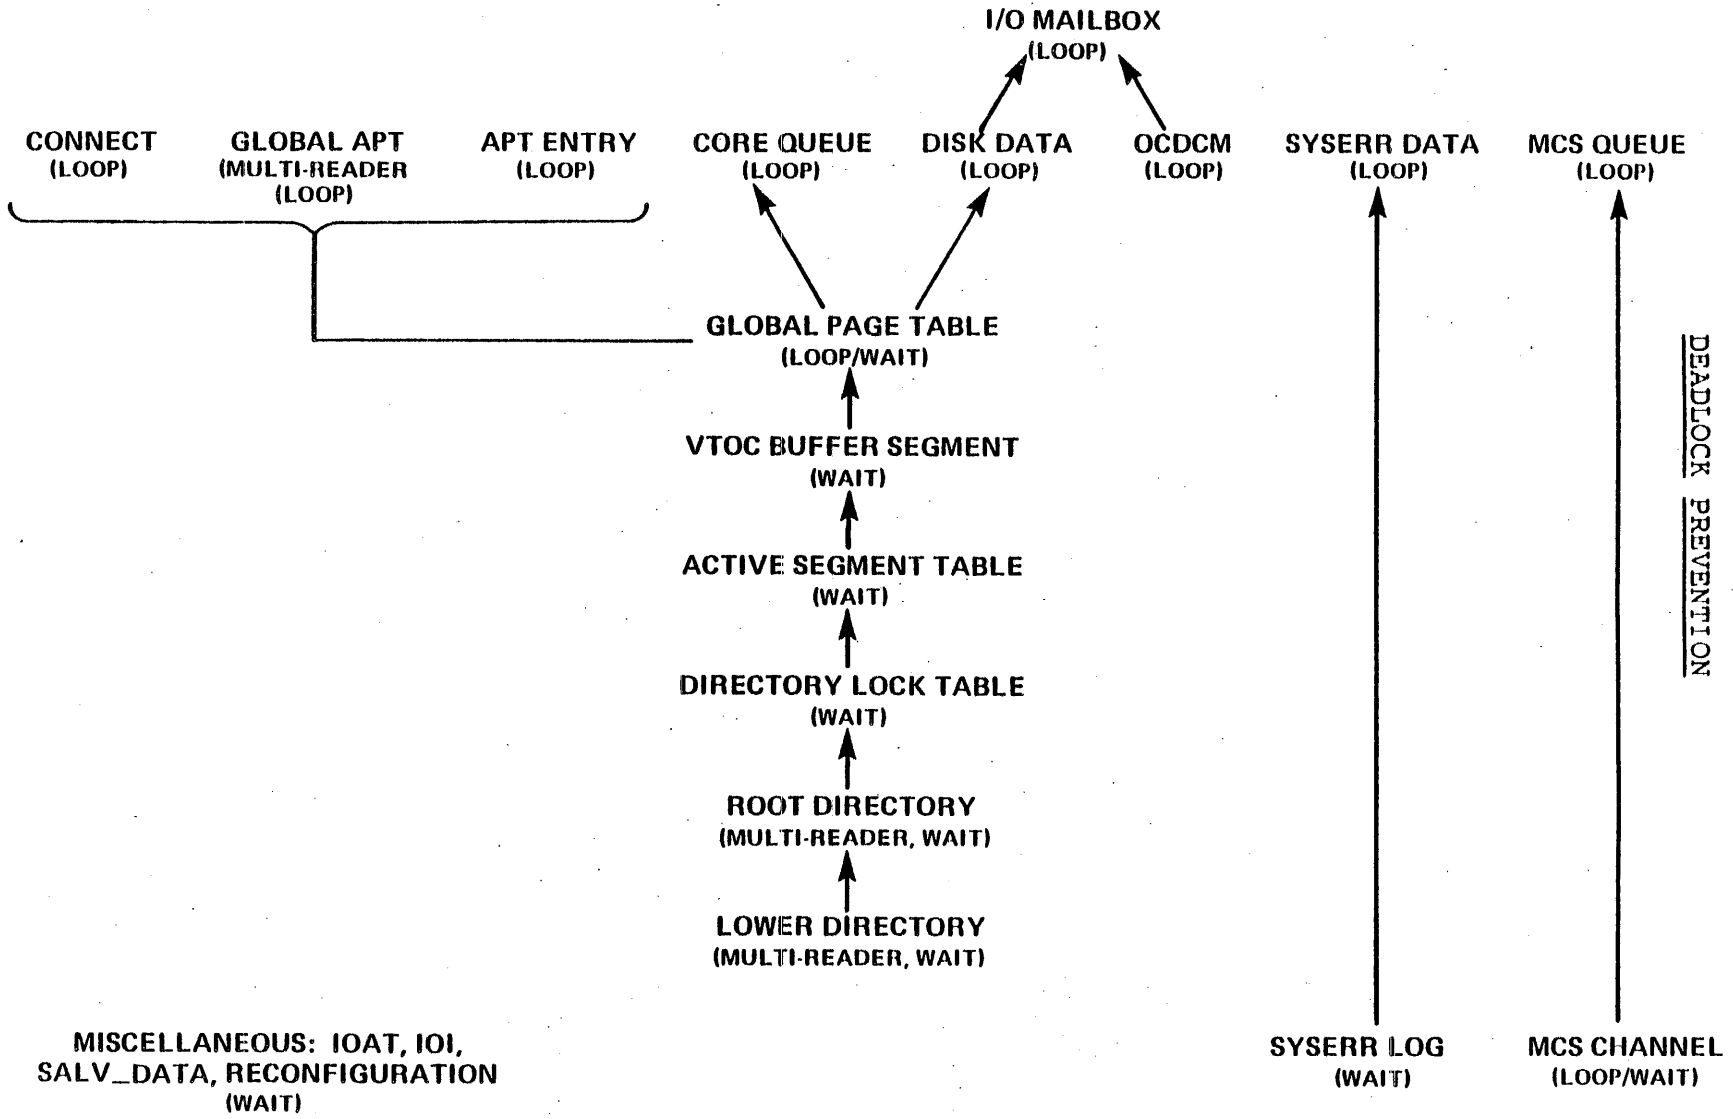 I/O MAILBOX
(LOOP)
CONNECT
(LOOP)
GLOBAL APT
(MULTI-READER
(LOOP)
APT ENTRY
(LOOP)
CORE QUEUE
(LOOP)
DISK DATA
(LOOP)
OCDCM
(LOOP)
SYSERR DATA
(LOOP)
MCS QUEUE
(LOOP)
GLOBAL PAGE TABLE
(LOOP/WAIT)
VTOC BUFFER SEGMENT
(WAIT)
ACTIVE SEGMENT TABLE
(WAIT)
DIRECTORY LOCK TABLE
(WAIT)
ROOT DIRECTORY
(MULTI-READER, WAIT)
LOWER DIRECTORY
(MULTI-READER, WAIT)
DEADLOCK PREVENTION
MISCELLANEOUS: IOAT, IOI,
SALV_DATA, RECONFIGURATION
(WAIT)
SYSERR LOG
(WAIT)
MCS CHANNEL
(LOOP/WAIT)